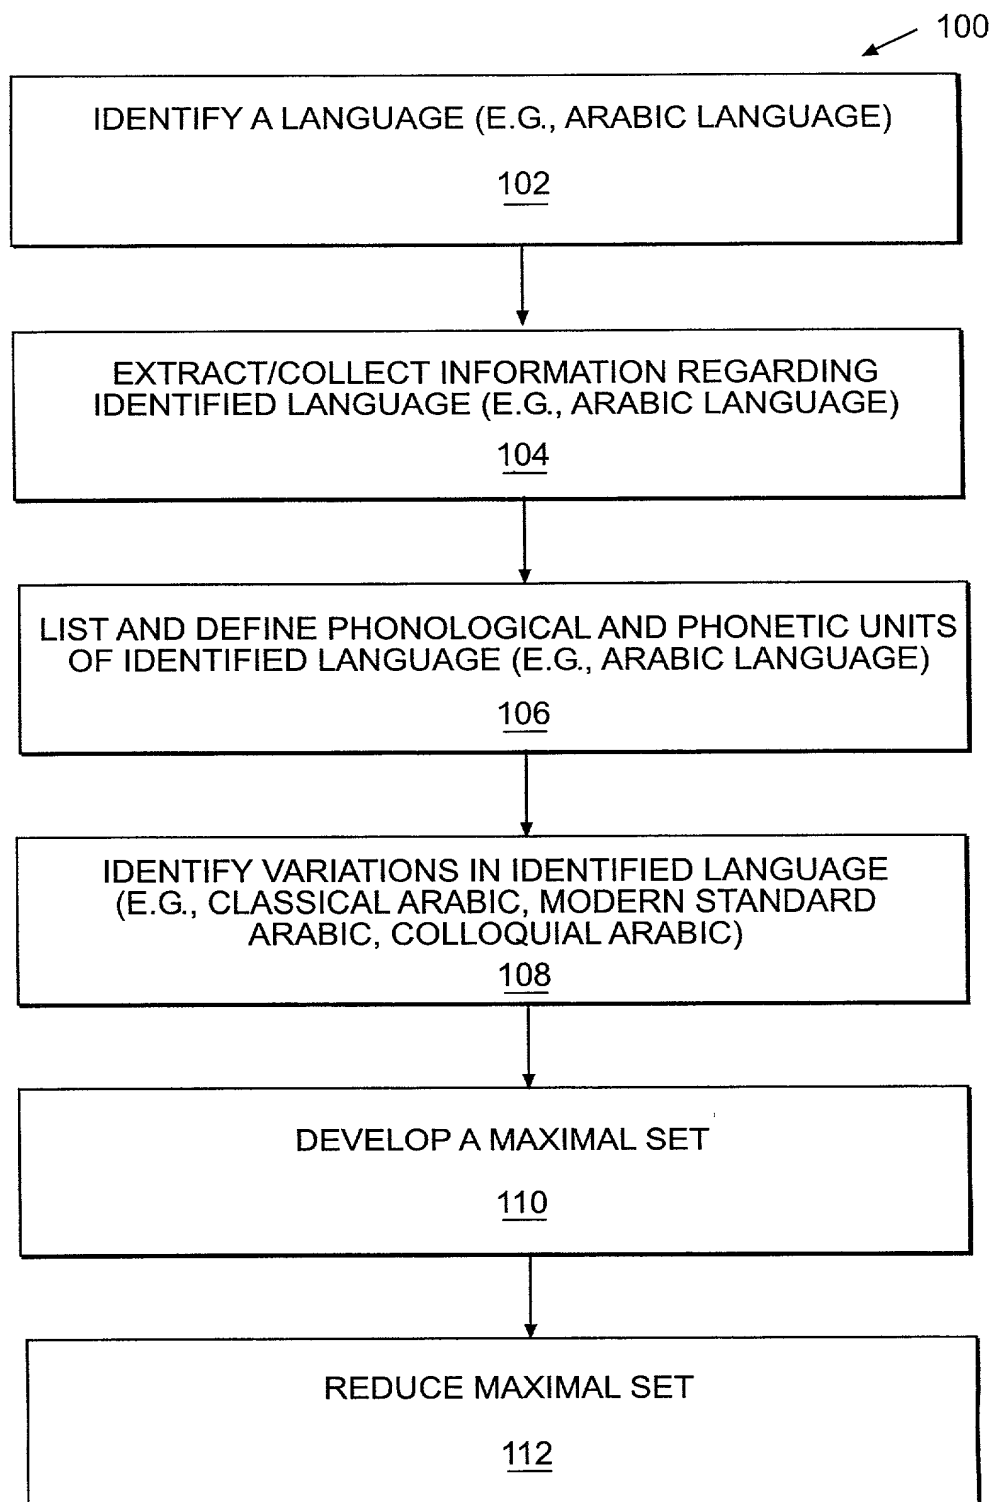 100
IDENTIFY A LANGUAGE (E.G., ARABIC LANGUAGE)
102
EXTRACT/COLLECT INFORMATION REGARDING
IDENTIFIED LANGUAGE (E.G., ARABIC LANGUAGE)
104
LIST AND DEFINE PHONOLOGICAL AND PHONETIC UNITS
OF IDENTIFIED LANGUAGE (E.G., ARABIC LANGUAGE)
106
IDENTIFY VARIATIONS IN IDENTIFIED LANGUAGE
(E.G., CLASSICAL ARABIC, MODERN STANDARD
ARABIC, COLLOQUIAL ARABIC)
108
DEVELOP A MAXIMAL SET
110
REDUCE MAXIMAL SET
112